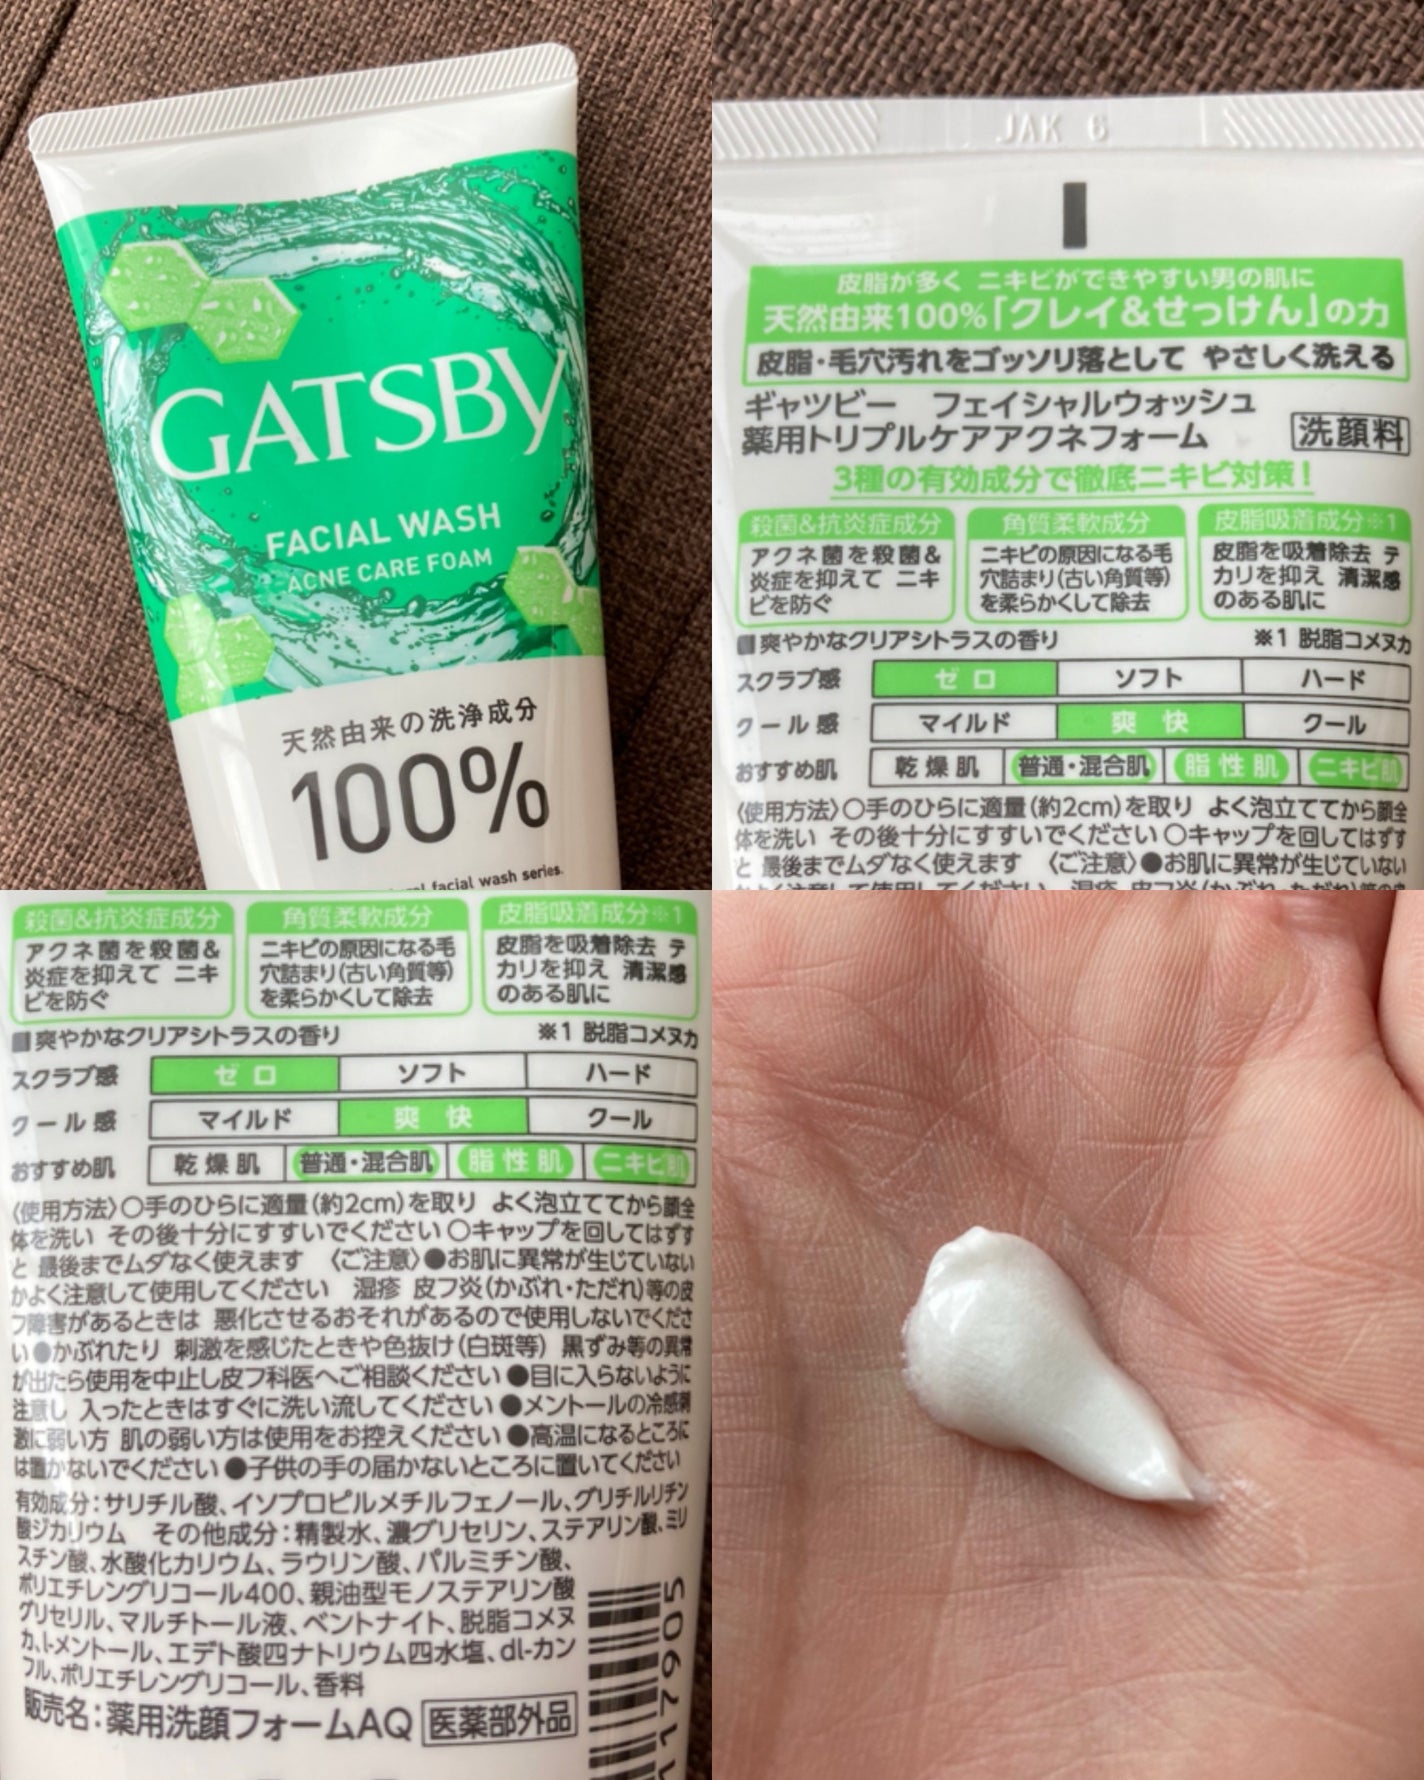 GATSBY
FACIAL WASH
ACNE CARE FOAM
天然由来の洗浄成分
100%
facial wash series.
JAK 6
皮脂が多く ニキビができやすい男の肌に
天然由来100%「クレイ&せっけん」の力
皮脂・毛穴汚れをゴッソリ落として やさしく洗える
ギャツビー フェイシャルウォッシュ
薬用トリプルケアアクネフォーム 洗顔料
3種の有効成分で徹底ニキビ対策!
殺菌&抗炎症成分 角質柔軟成分 皮脂吸着成分※1
アクネ菌を殺菌& ニキビの原因になる毛 皮脂を吸着除去 テ
炎症を抑えて ニキ 穴詰まり(古い角質等) カリを抑え 清潔感
ビを防ぐ を柔らかくして除去 のある肌に
■爽やかなクリアシトラスの香り ※1 脱脂コメヌカ
スクラブ感 ゼロ ソフト ハード
クール感 マイルド 爽快 クール
おすすめ肌 乾燥肌 普通・混合肌 脂性肌 ニキビ肌
〈使用方法〉○手のひらに適量(約2cm)を取り よく泡立ててから顔全
体を洗い その後十分にすすいでください○キャップを回してはずす
と 最後までムダなく使えます 〈ご注意〉●お肌に異常が生じていない
かよく注意して使用してください 湿疹 皮フ炎(かぶれ・ただれ)等の皮
殺菌&抗炎症成分 角質柔軟成分 皮脂吸着成分※1
アクネ菌を殺菌& ニキビの原因になる毛 皮脂を吸着除去 テ
炎症を抑えて ニキ 穴詰まり(古い角質等) カリを抑え 清潔感
ビを防ぐ を柔らかくして除去 のある肌に
■爽やかなクリアシトラスの香り ※1 脱脂コメヌカ
スクラブ感 ゼロ ソフト ハード
クール感 マイルド 爽快 クール
おすすめ肌 乾燥肌 普通・混合肌 脂性肌 ニキビ肌
〈使用方法〉○手のひらに適量(約2cm)を取り よく泡立ててから顔全
体を洗い その後十分にすすいでください○キャップを回してはずす
と 最後までムダなく使えます 〈ご注意〉●お肌に異常が生じていない
かよく注意して使用してください 湿疹 皮フ炎(かぶれ・ただれ)等の皮
フ障害があるときは 悪化させるおそれがあるので使用しないでくださ
い●かぶれたり 刺激を感じたときや色抜け(白斑等) 黒ずみ等の異常
が出たら使用を中止し皮フ科医へご相談ください●目に入らないように
注意し 入ったときはすぐに洗い流してください●メントールの冷感刺
激に弱い方 肌の弱い方は使用をお控えください●高温になるところに
は置かないでください●子供の手の届かないところに置いてください
有効成分:サリチル酸、イソプロピルメチルフェノール、グリチルリチン
酸ジカリウム その他成分:精製水、濃グリセリン、ステアリン酸、ミリ
スチン酸、水酸化カリウム、ラウリン酸、パルミチン酸、
ポリエチレングリコール400、親油型モノステアリン酸
グリセリル、マルチトール液、ベントナイト、脱脂コメヌ
カ、l-メントール、エデト酸四ナトリウム四水塩、dl-カン
フル、ポリエチレングリコール、香料
販売名:薬用洗顔フォームAQ 医薬部外品